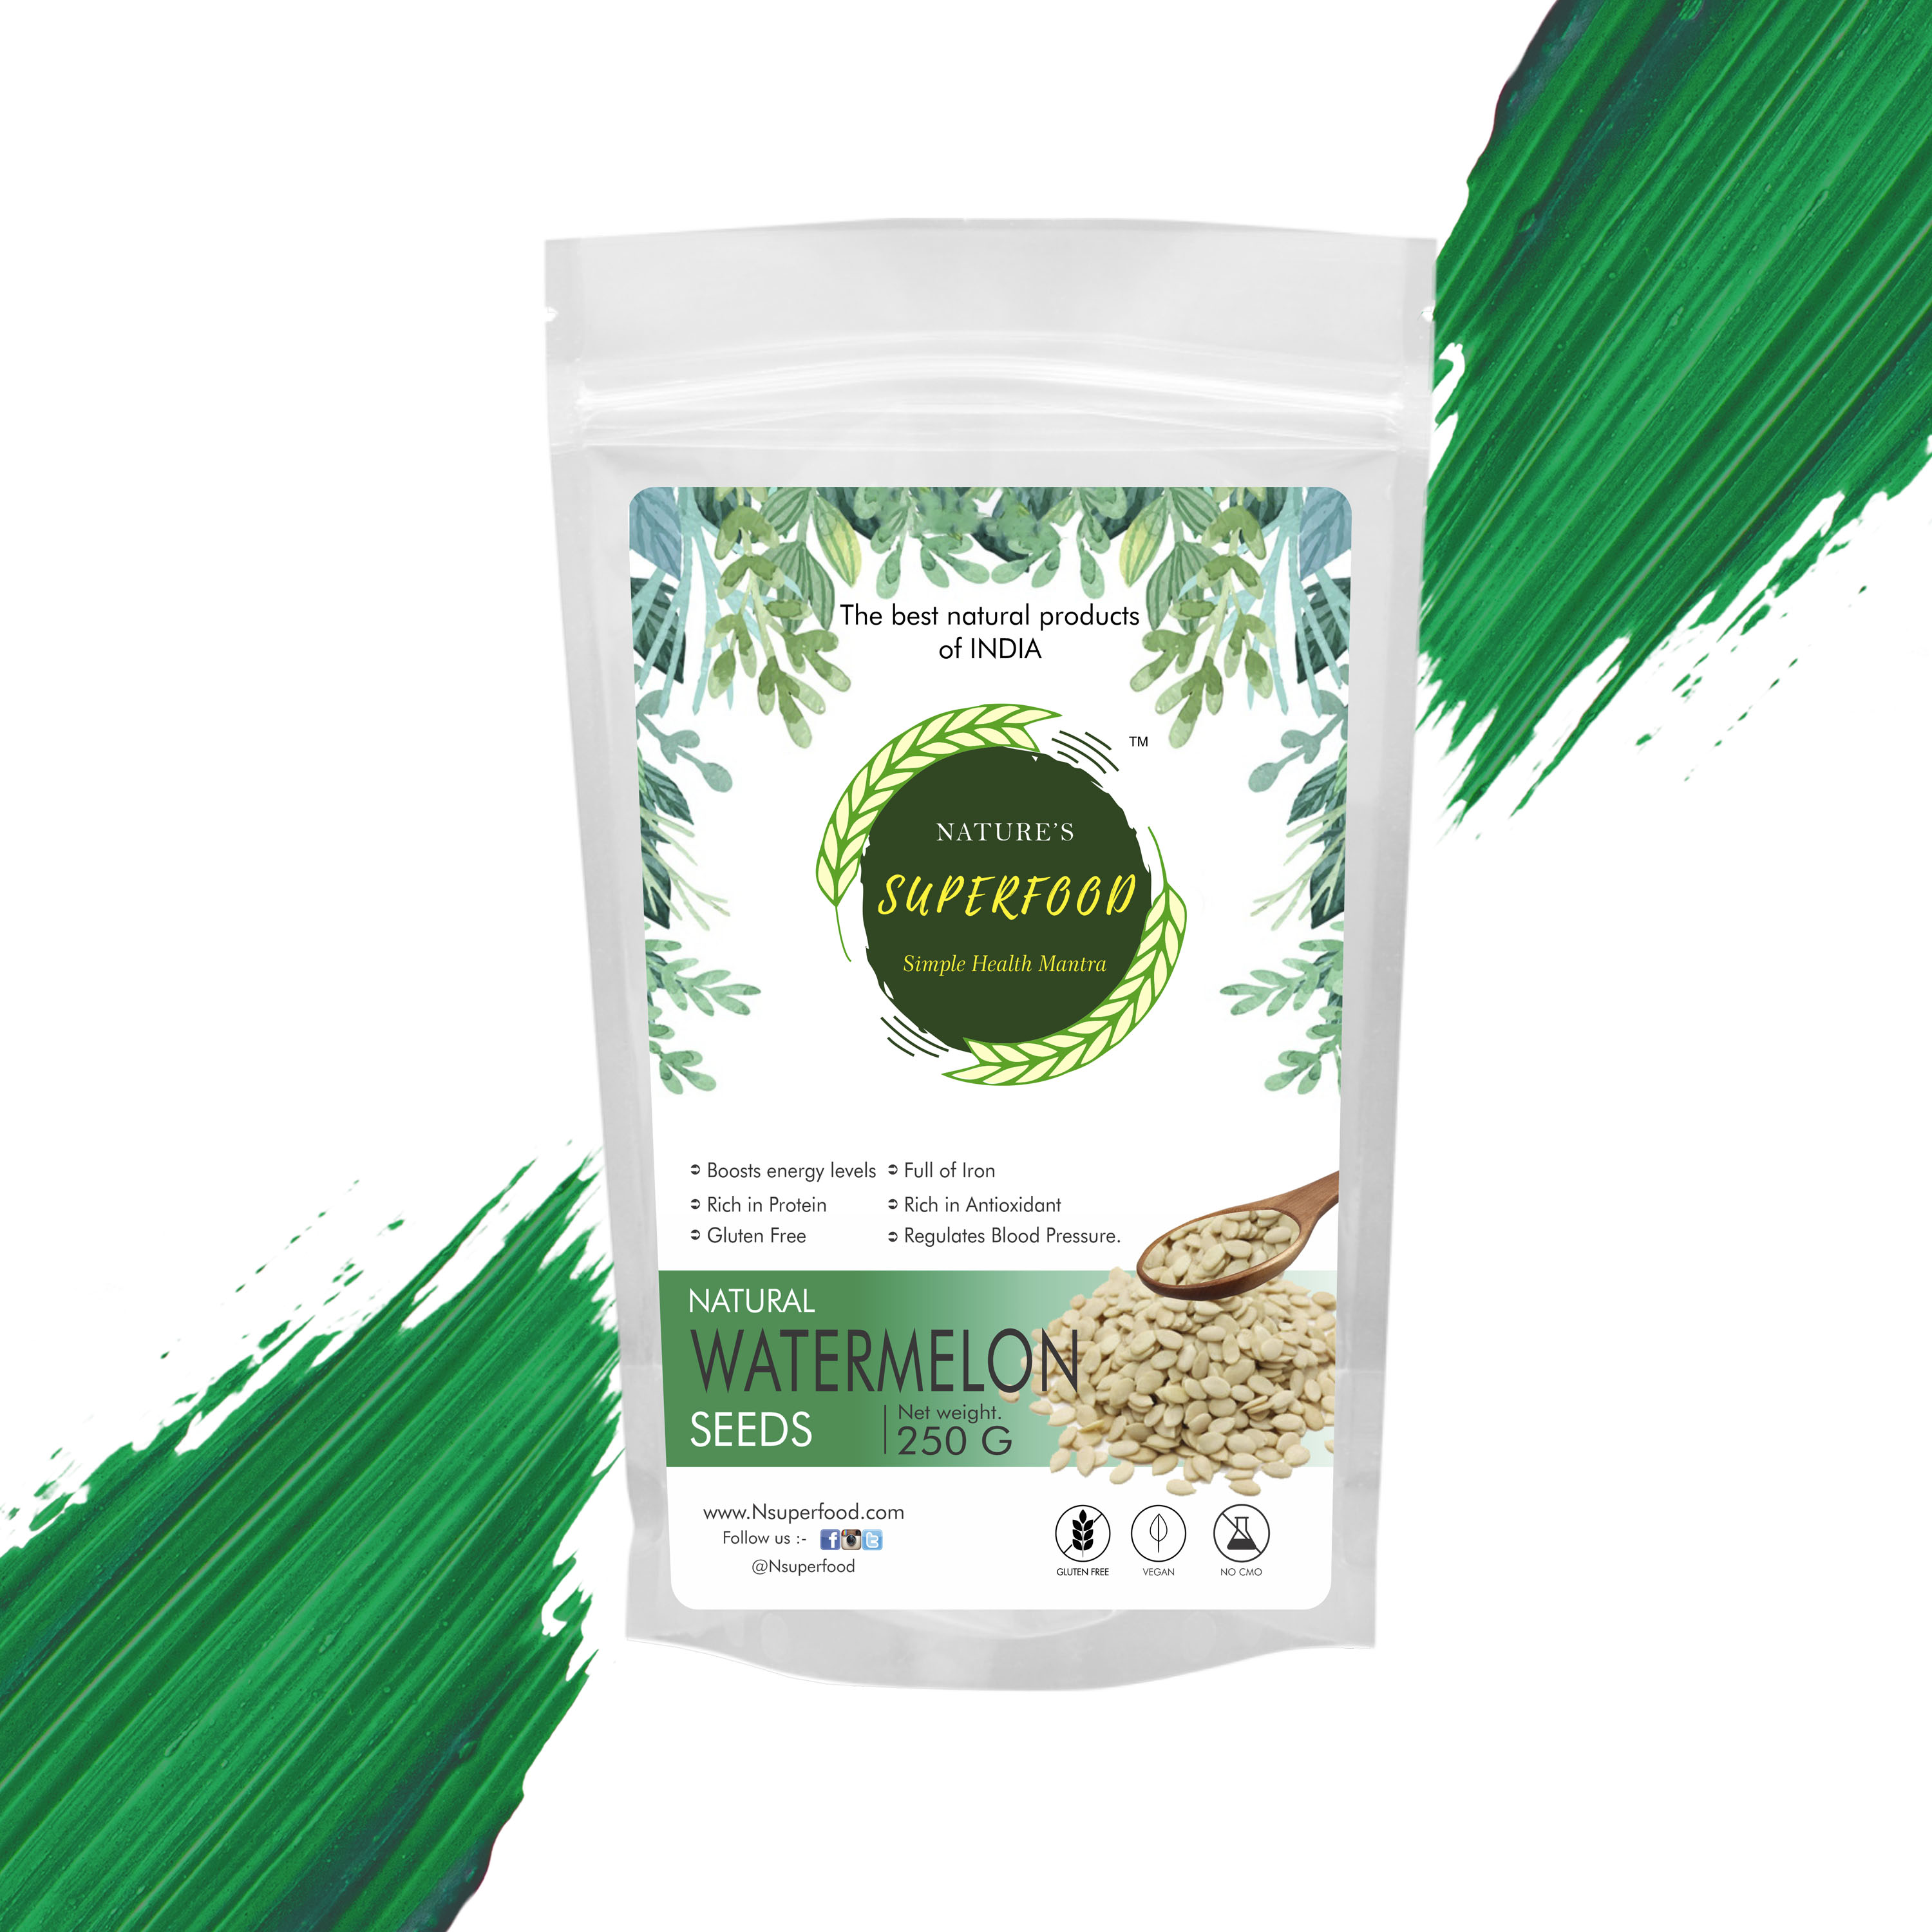 The best natural products
of INDIA
TM
NATURE'S
SUPERFOOD
Simple Health Mantra
Boosts energy levels
Full of Iron
Rich in Protein
Rich in Antioxidant
Gluten Free
Regulates Blood Pressure.
NATURAL
WATERMELON
SEEDS
Net weight.
250 G
www.Nsuperfood.com
Follow us :-
@Nsuperfood
GLUTEN FREE
VEGAN
NO CMO